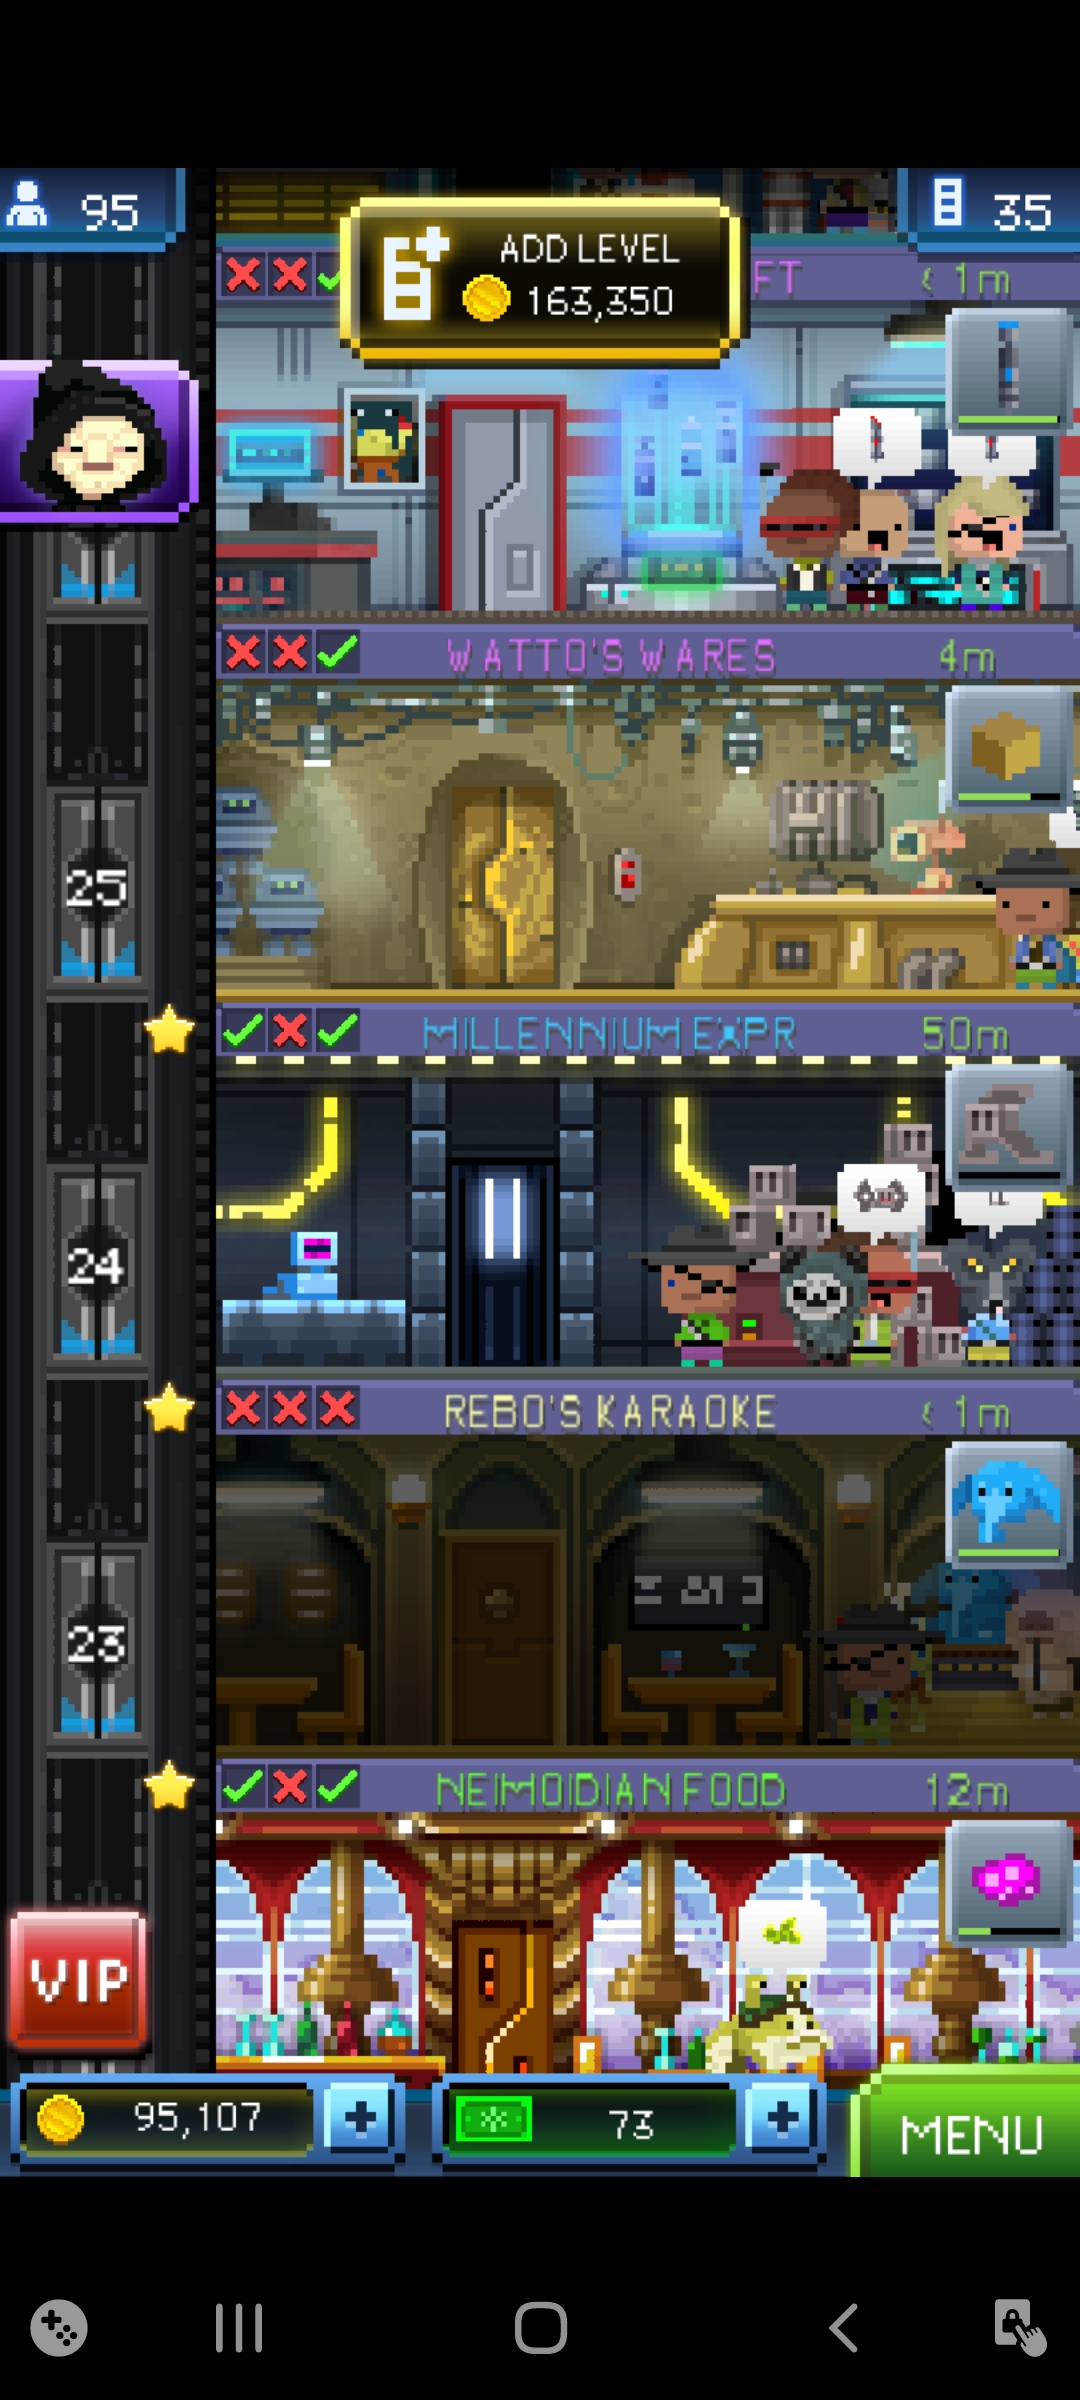 95
ADD LEVEL
163,350
35
FT < 1m
WATTO'S WARES 4m
25
MILLENNIUM EXPR 50m
24
REBO'S KARAOKE < 1m
23
NEIMOIDIAN FOOD 12m
VIP
95,107
73
MENU